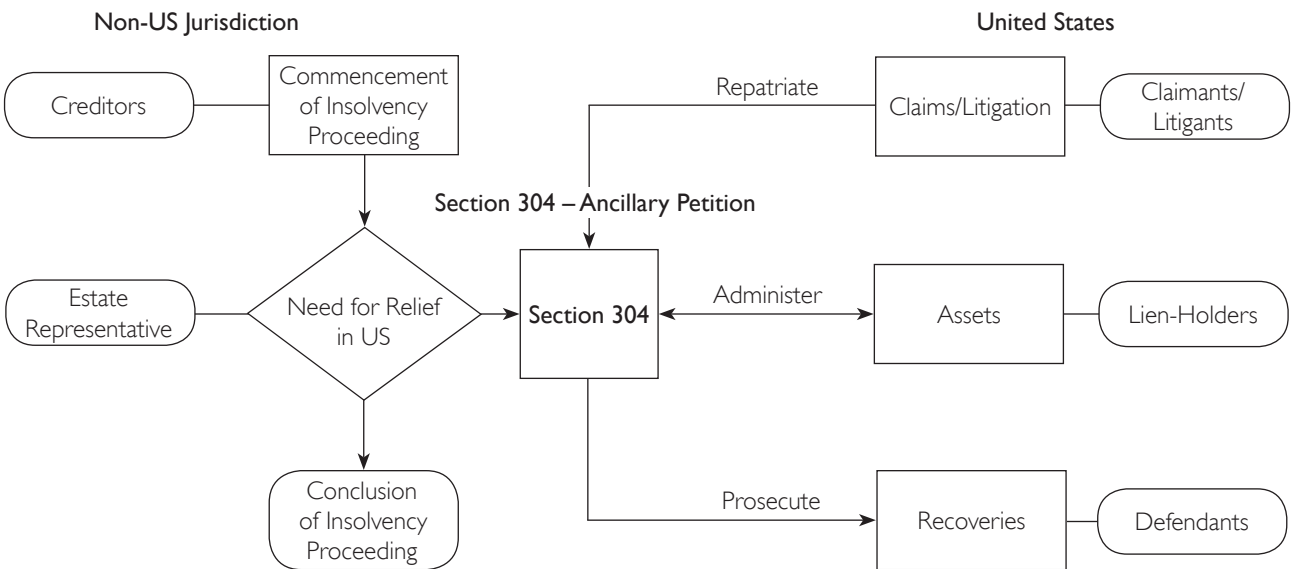 Non-US Jurisdiction
United States
Creditors
Commencement
of Insolvency
Proceeding
Repatriate
Claims/Litigation
Claimants/
Litigants
Section 304 – Ancillary Petition
Estate
Representative
Need for Relief
in US
Section 304
Administer
Assets
Lien-Holders
Conclusion
of Insolvency
Proceeding
Prosecute
Recoveries
Defendants